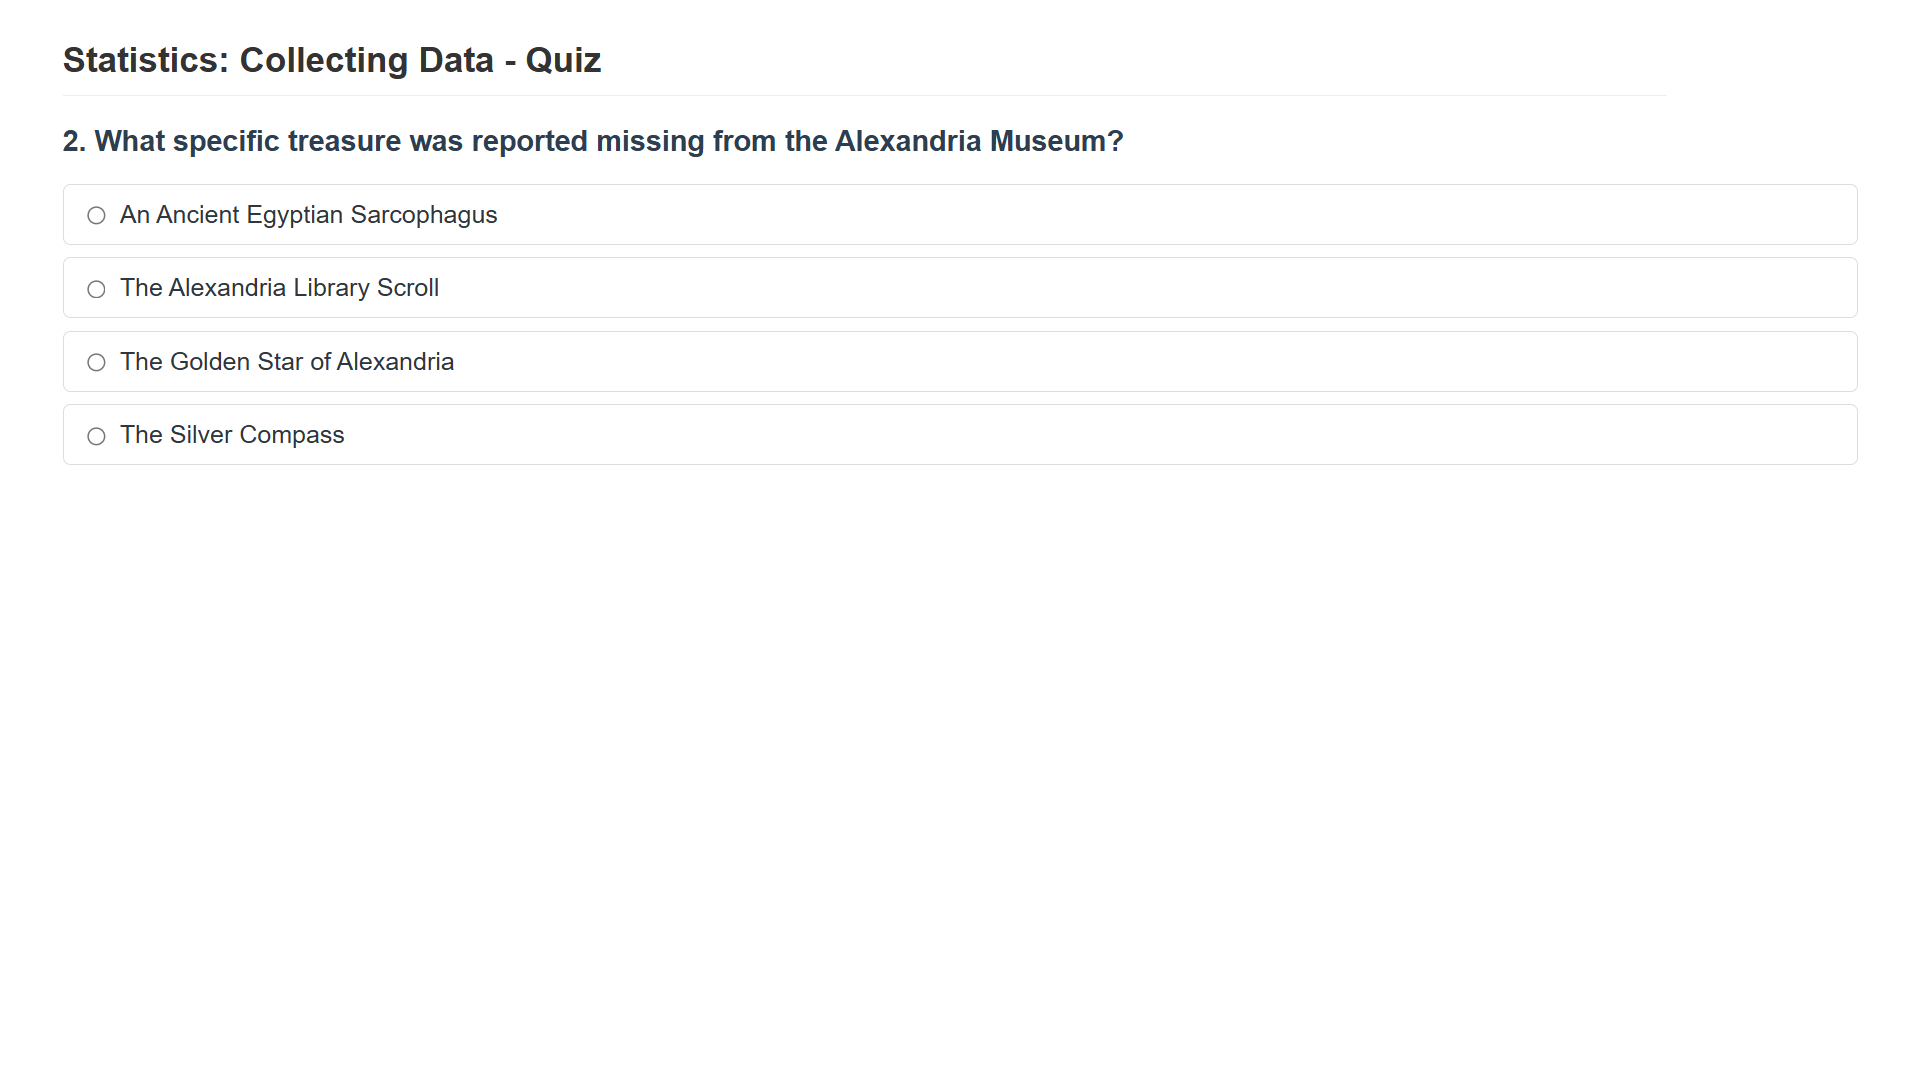 Statistics: Collecting Data - Quiz
2. What specific treasure was reported missing from the Alexandria Museum?
An Ancient Egyptian Sarcophagus
The Alexandria Library Scroll
The Golden Star of Alexandria
The Silver Compass